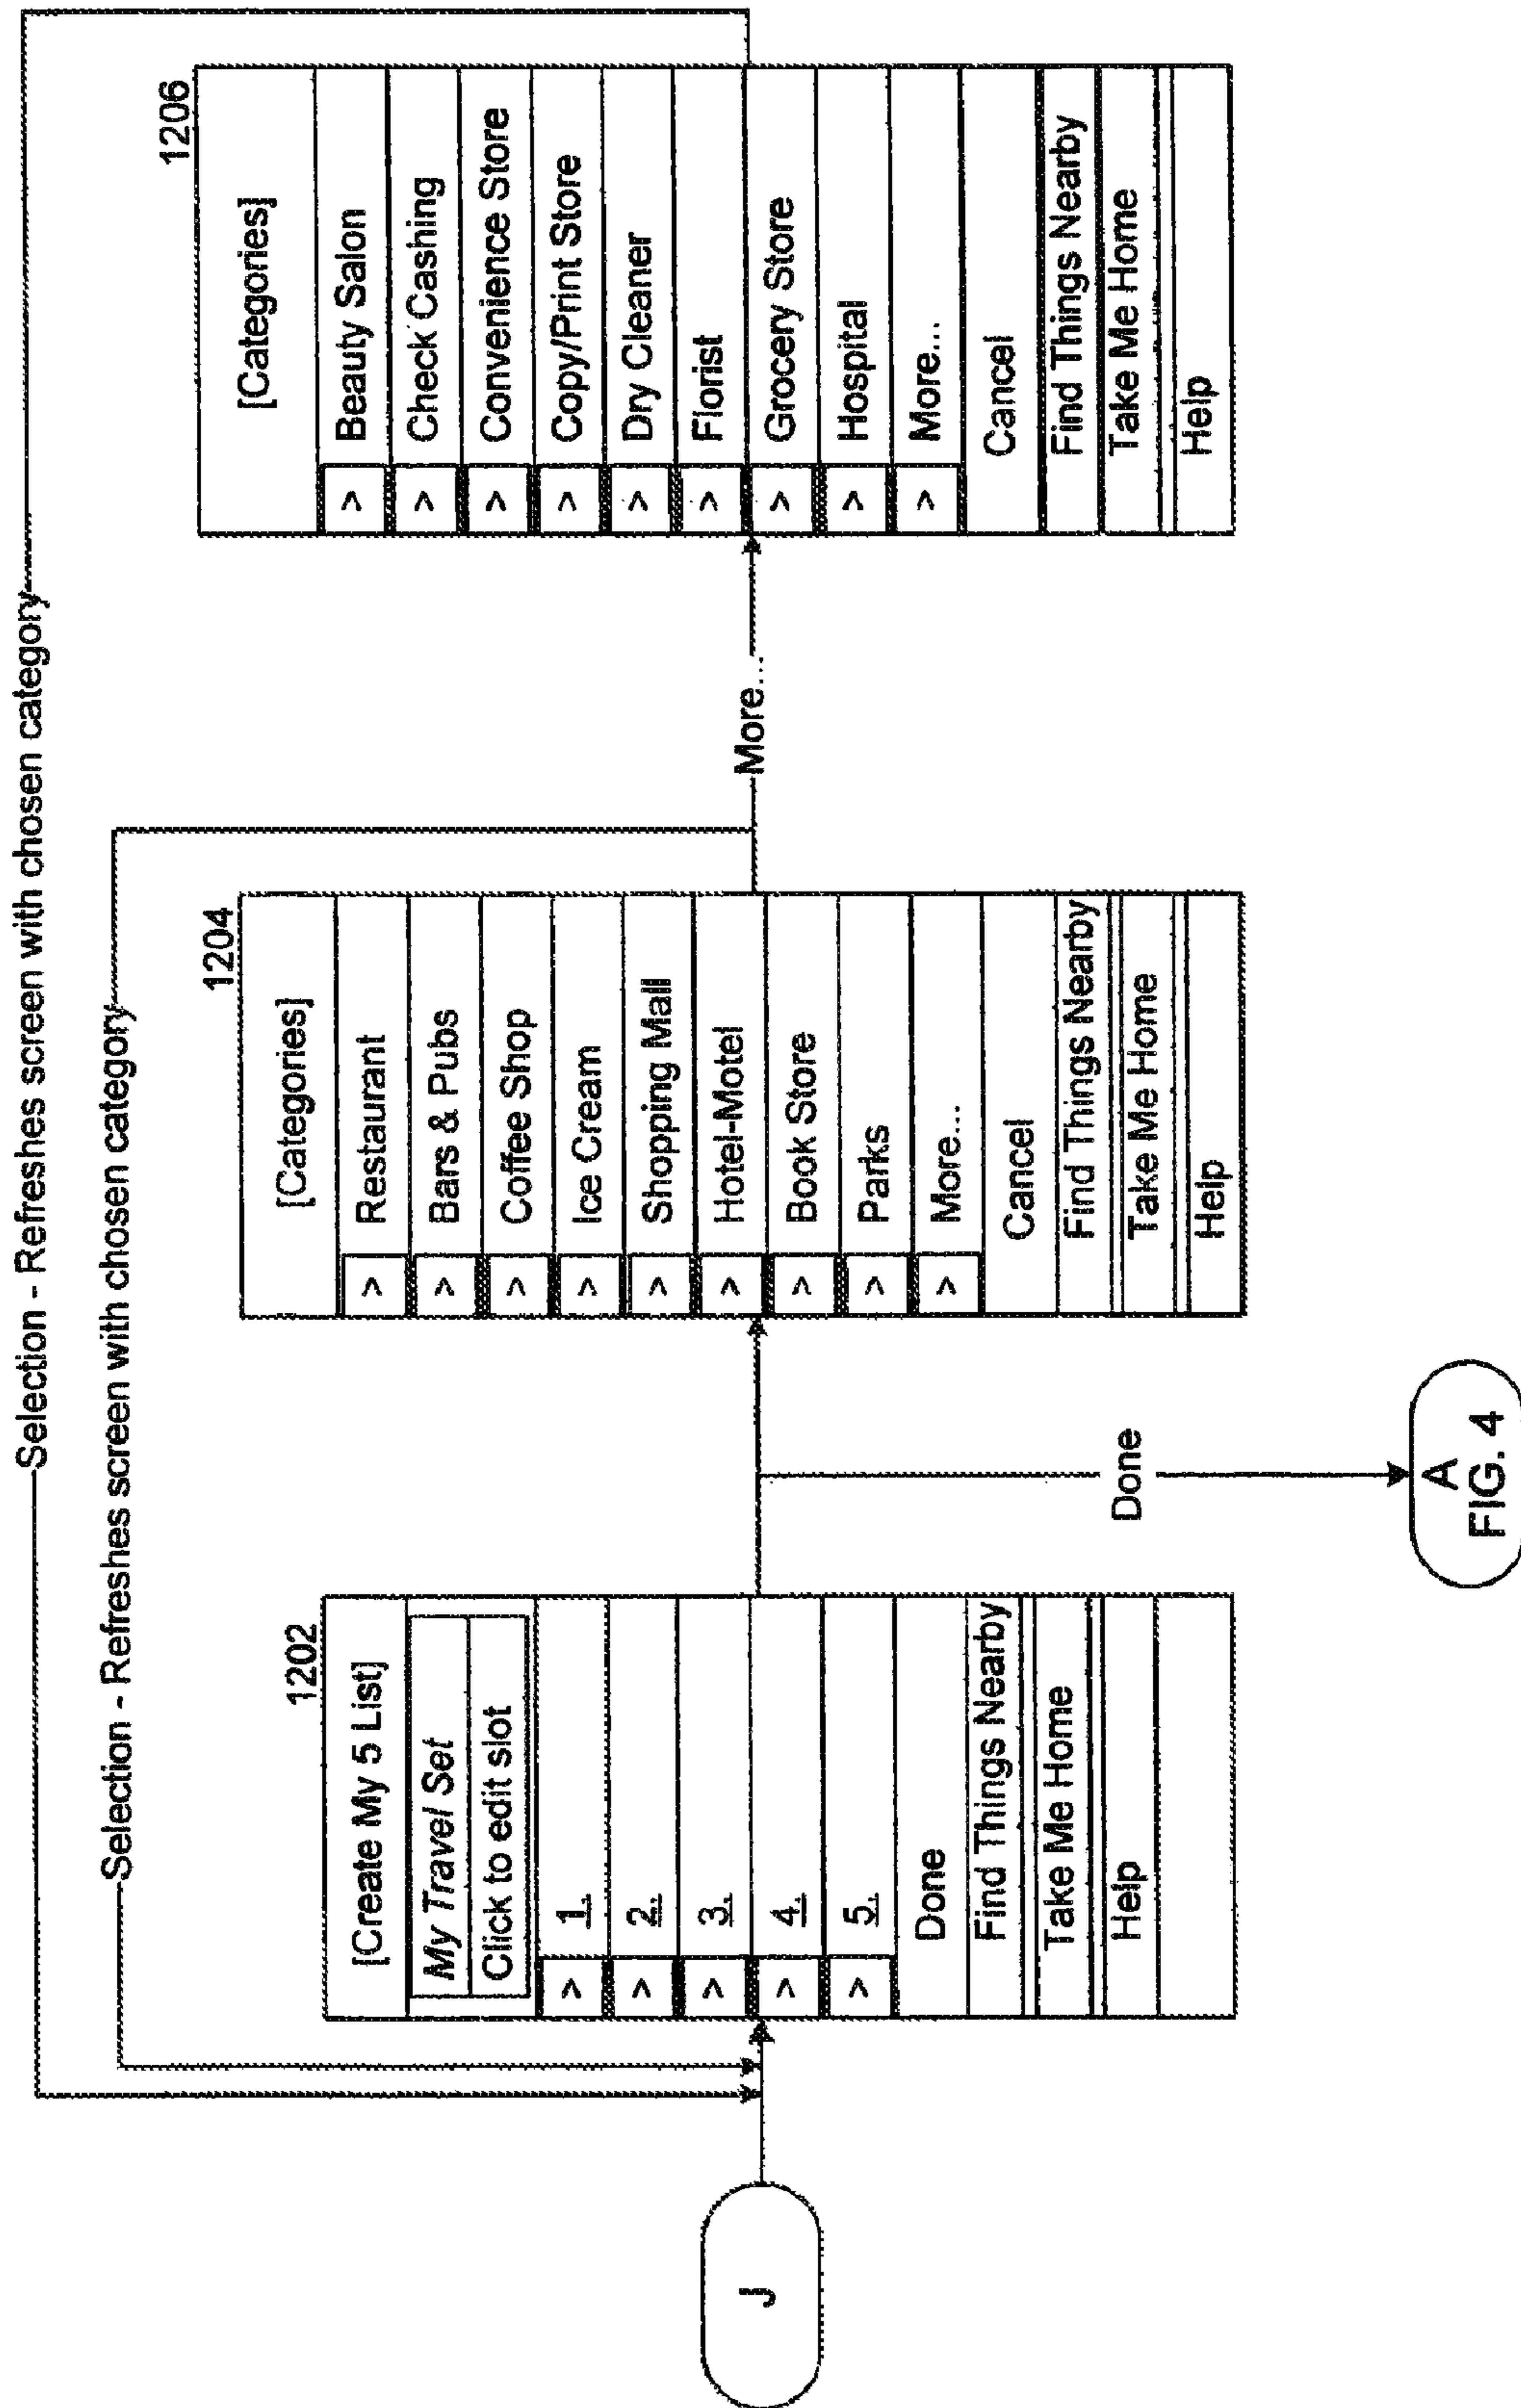 Selection - Refreshes screen with chosen category
Selection - Refreshes screen with chosen category
J
1202
[Create My 5 List]
My Travel Set
Click to edit slot
> 1.
> 2.
> 3.
> 4.
> 5.
Done
Find Things Nearby
Take Me Home
Help
Done
A
FIG. 4
1204
[Categories]
> Restaurant
> Bars & Pubs
> Coffee Shop
> Ice Cream
> Shopping Mall
> Hotel-Motel
> Book Store
> Parks
> More...
Cancel
Find Things Nearby
Take Me Home
Help
More...
1206
[Categories]
> Beauty Salon
> Check Cashing
> Convenience Store
> Copy/Print Store
> Dry Cleaner
> Florist
> Grocery Store
> Hospital
> More...
Cancel
Find Things Nearby
Take Me Home
Help